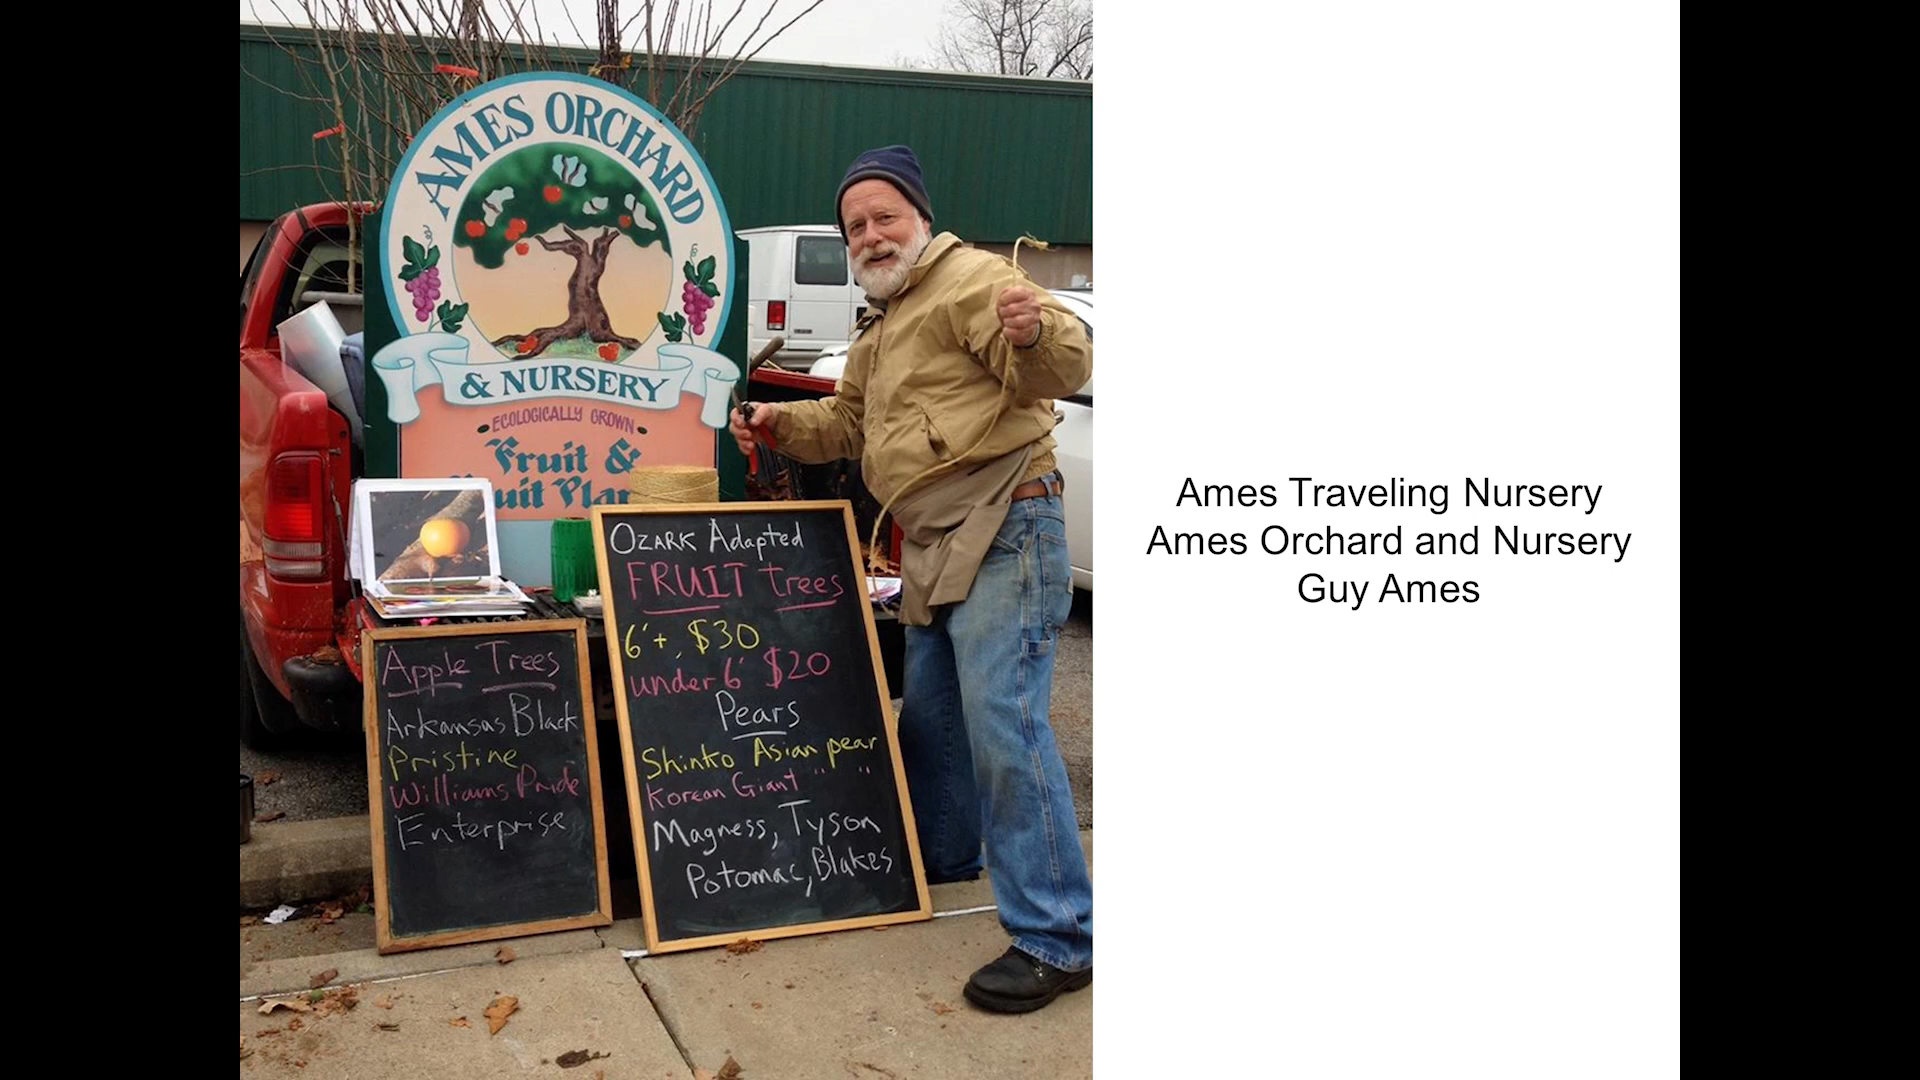 AMES ORCHARD
& NURSERY
ECOLOGICALLY GROWN
Fruit &
Ozark Adapted
FRUIT trees
6'+, $30
under 6' $20
Pears
Shinko Asian pear
Korean Giant " "
Magness, Tyson
Potomac, Blakes
Apple Trees
Arkansas Black
Pristine
Williams Pride
Enterprise
Ames Traveling Nursery
Ames Orchard and Nursery
Guy Ames